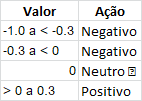 Valor Ação
-1.0 a < -0.3 Negativo
-0.3 a < 0 Negativo
0 Neutro
> 0 a 0.3 Positivo